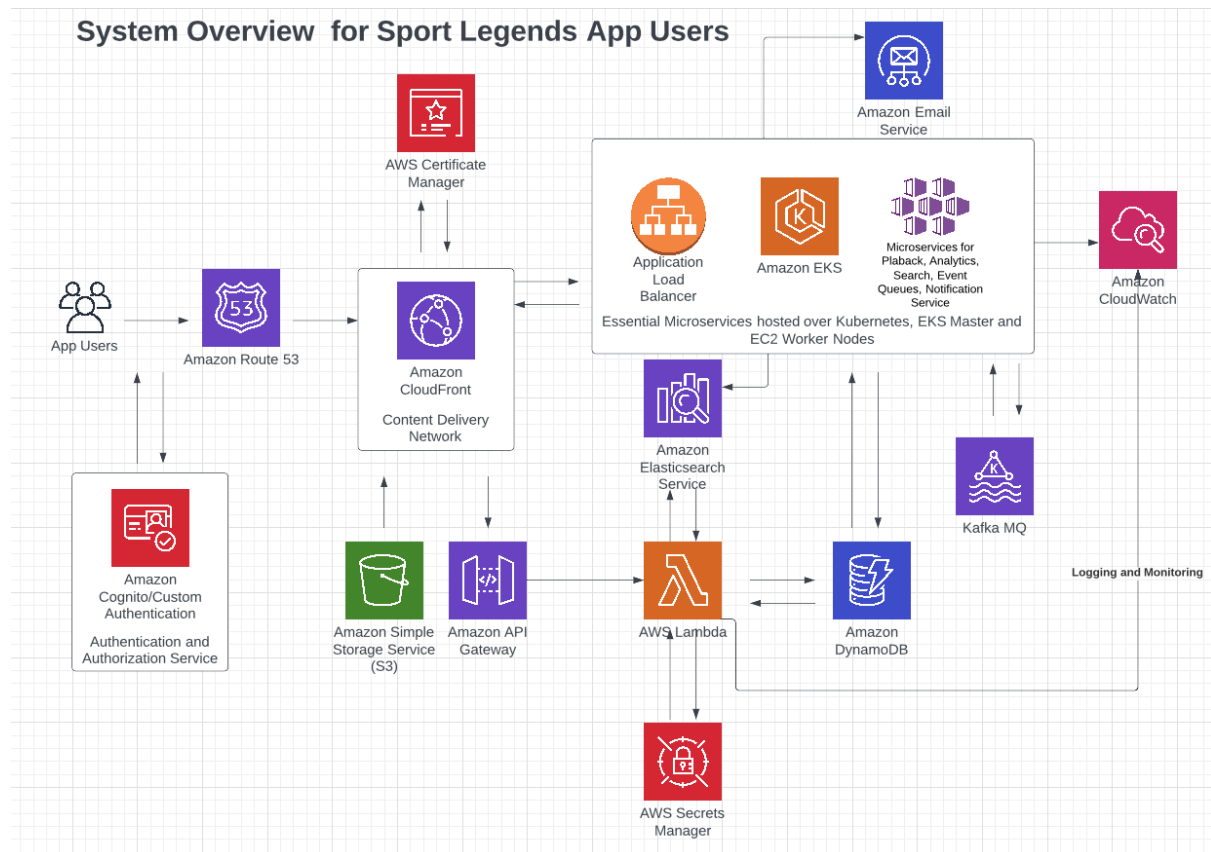 System Overview  for Sport Legends App Users
Amazon Email
Service
AWS Certificate
Manager
Application
Load
Balancer
Amazon EKS
Microservices for
Plaback, Analytics,
Search, Event
Queues, Notification
Service
Essential Microservices hosted over Kubernetes, EKS Master and
EC2 Worker Nodes
Amazon
CloudWatch
App Users
53
Amazon Route 53
Amazon
CloudFront
Content Delivery
Network
K
Amazon
Elasticsearch
Service
K
Kafka MQ
Amazon
Cognito/Custom
Authentication
Authentication and
Authorization Service
Amazon Simple
Storage Service
(S3)
</>
Amazon API
Gateway
AWS Lambda
Amazon
DynamoDB
Logging and Monitoring
AWS Secrets
Manager